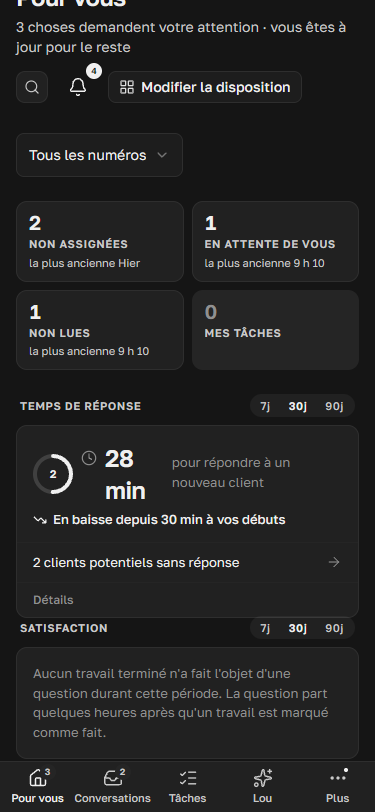 Pour vous
3 choses demandent votre attention · vous êtes à
jour pour le reste
4
Modifier la disposition
Tous les numéros
2
NON ASSIGNÉES
la plus ancienne Hier
1
EN ATTENTE DE VOUS
la plus ancienne 9 h 10
1
NON LUES
la plus ancienne 9 h 10
0
MES TÂCHES
TEMPS DE RÉPONSE
7j 30j 90j
2
28
min
pour répondre à un
nouveau client
En baisse depuis 30 min à vos débuts
2 clients potentiels sans réponse
Détails
SATISFACTION
7j 30j 90j
Aucun travail terminé n'a fait l'objet d'une
question durant cette période. La question part
quelques heures après qu'un travail est marqué
comme fait.
3
2
Pour vous Conversations Tâches Lou Plus